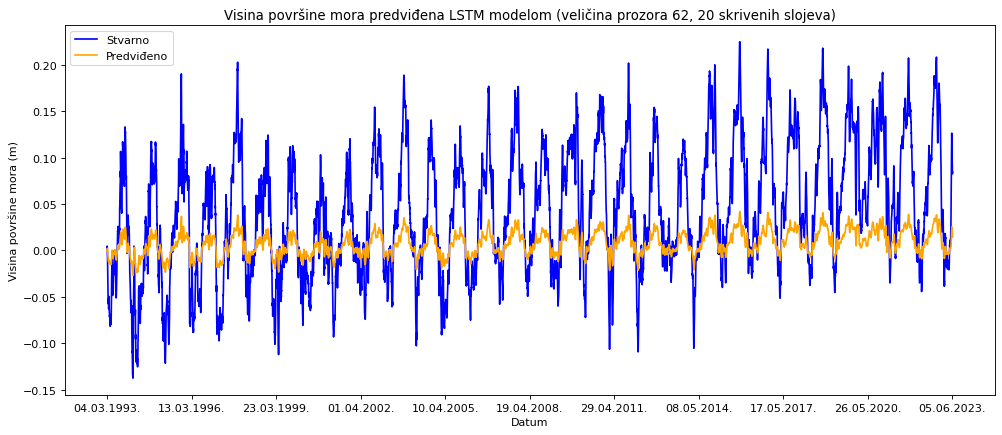 Visina površine mora predviđena LSTM modelom (veličina prozora 62, 20 skrivenih slojeva)
Stvarno
Predviđeno
0.20
0.15
0.10
0.05
0.00
−0.05
−0.10
−0.15
Visina površine mora (m)
04.03.1993. 13.03.1996. 23.03.1999. 01.04.2002. 10.04.2005. 19.04.2008. 29.04.2011. 08.05.2014. 17.05.2017. 26.05.2020. 05.06.2023.
Datum